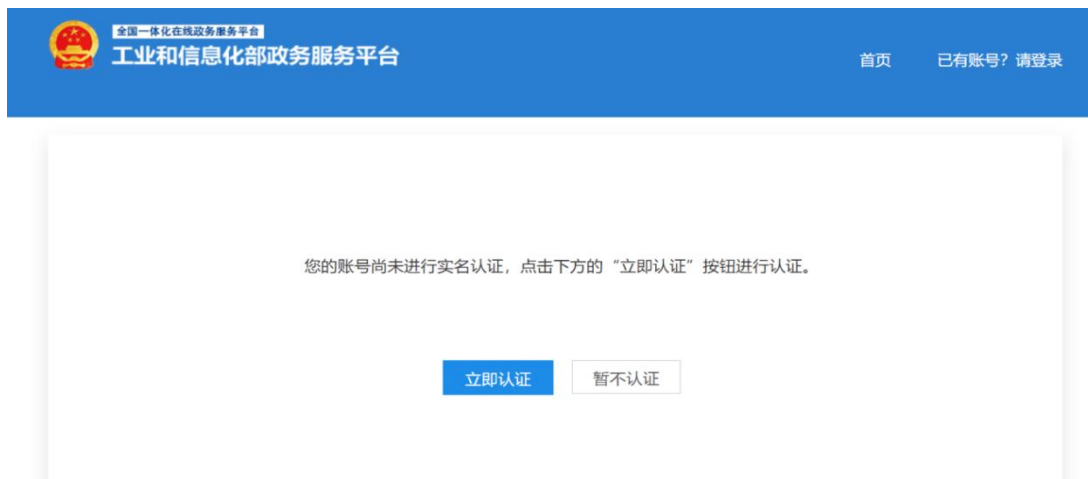 全国一体化在线政务服务平台
工业和信息化部政务服务平台
首页 已有账号？请登录
您的账号尚未进行实名认证，点击下方的“立即认证”按钮进行认证。
立即认证 暂不认证